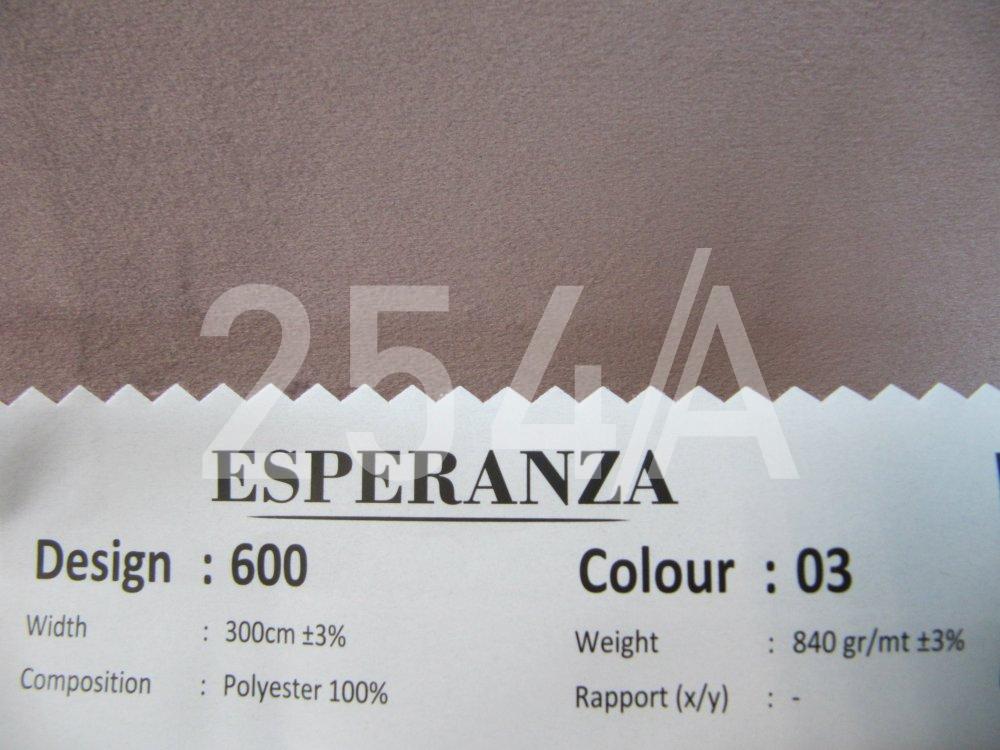 254/A
ESPERANZA
Design : 600
Colour : 03
Width : 300cm ±3%
Weight : 840 gr/mt ±3%
Composition : Polyester 100%
Rapport (x/y) : -